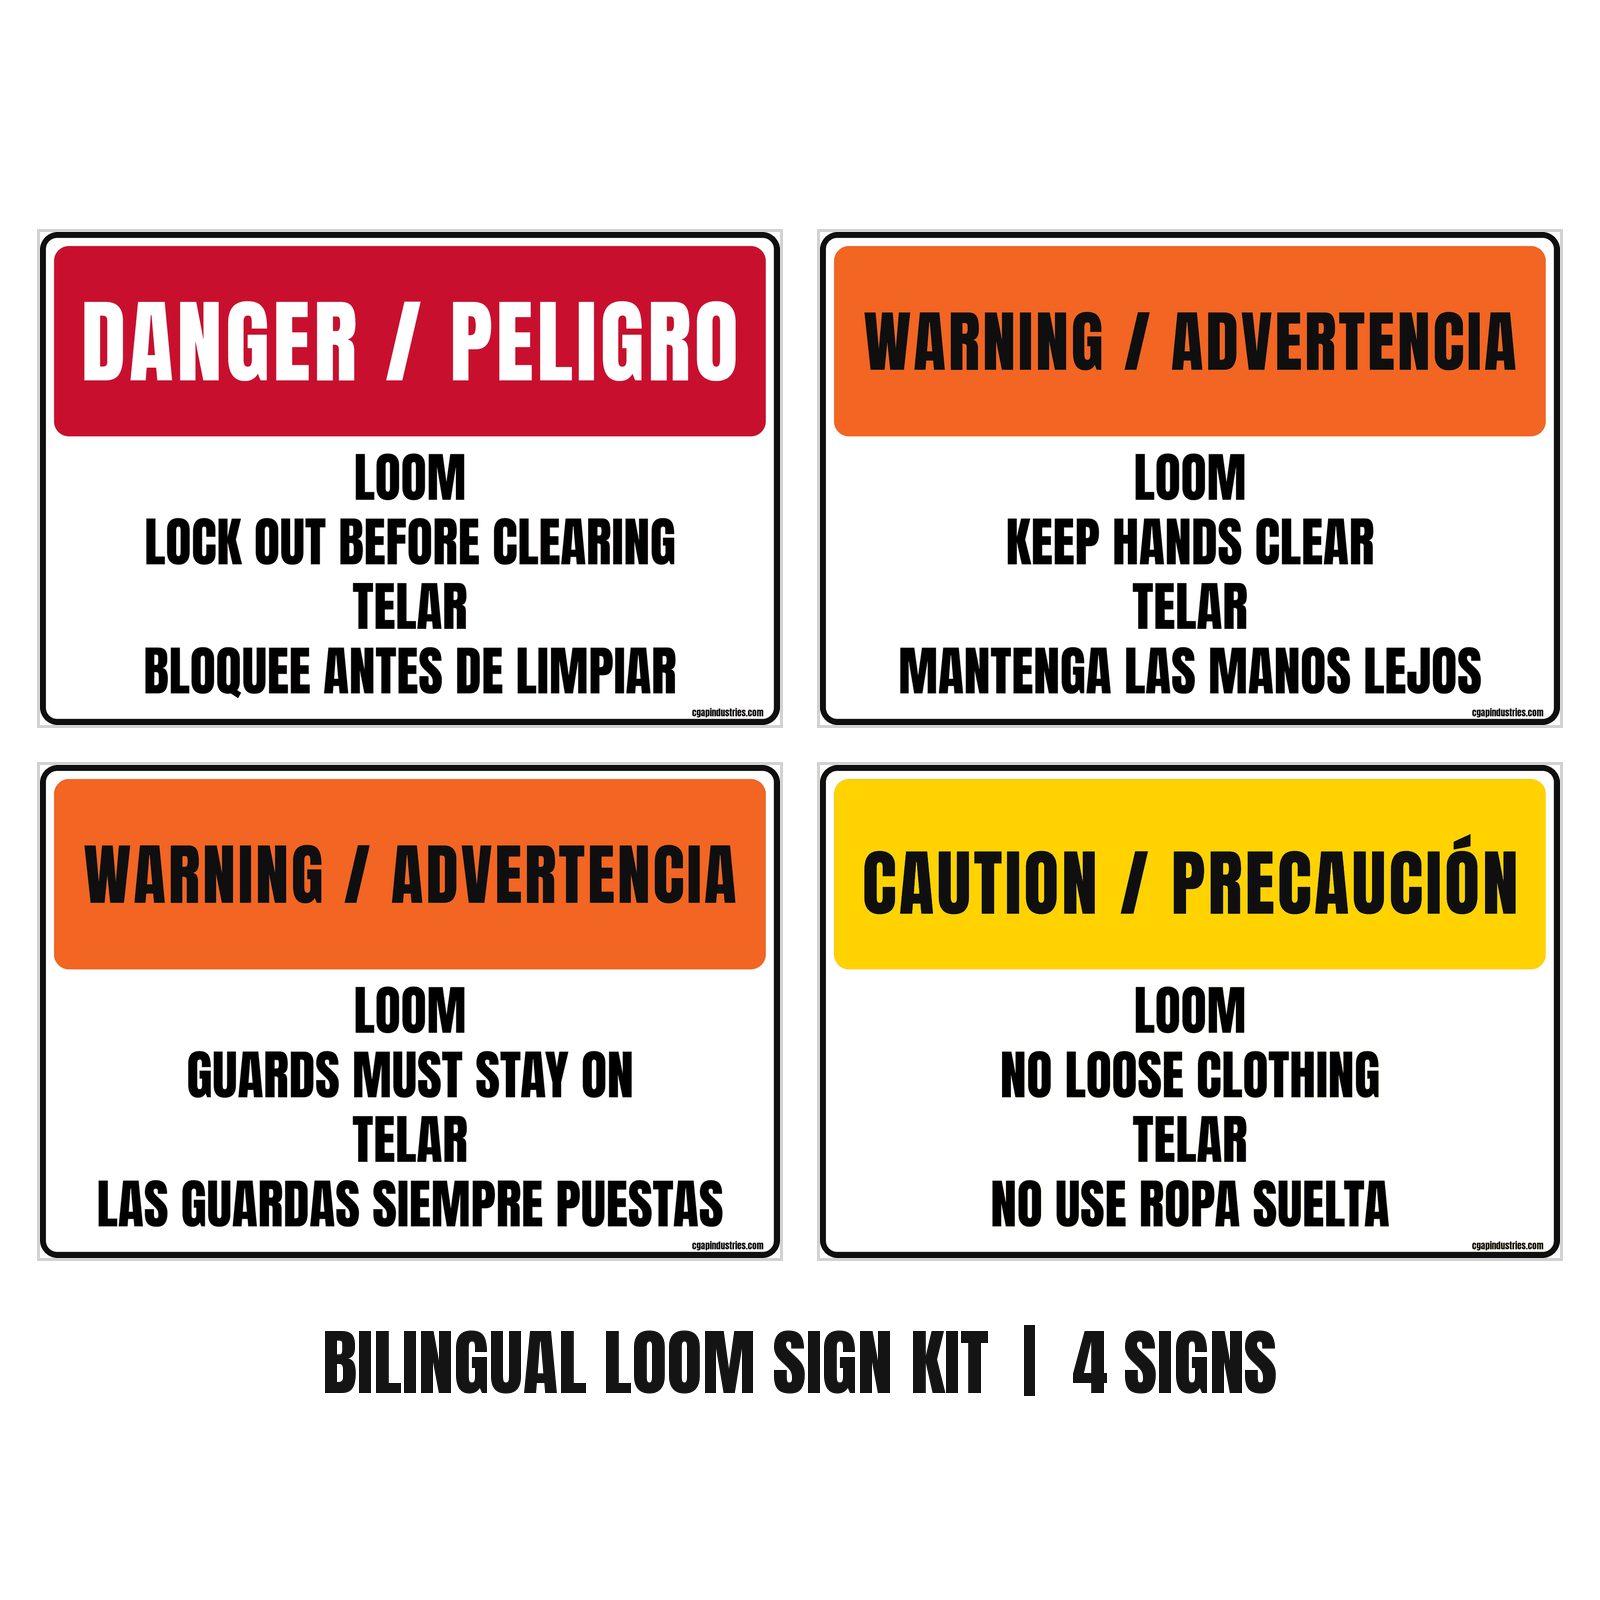 DANGER / PELIGRO
LOOM
LOCK OUT BEFORE CLEARING
TELAR
BLOQUEE ANTES DE LIMPIAR
cgapindustries.com
WARNING / ADVERTENCIA
LOOM
KEEP HANDS CLEAR
TELAR
MANTENGA LAS MANOS LEJOS
cgapindustries.com
WARNING / ADVERTENCIA
LOOM
GUARDS MUST STAY ON
TELAR
LAS GUARDAS SIEMPRE PUESTAS
cgapindustries.com
CAUTION / PRECAUCIÓN
LOOM
NO LOOSE CLOTHING
TELAR
NO USE ROPA SUELTA
cgapindustries.com
BILINGUAL LOOM SIGN KIT | 4 SIGNS